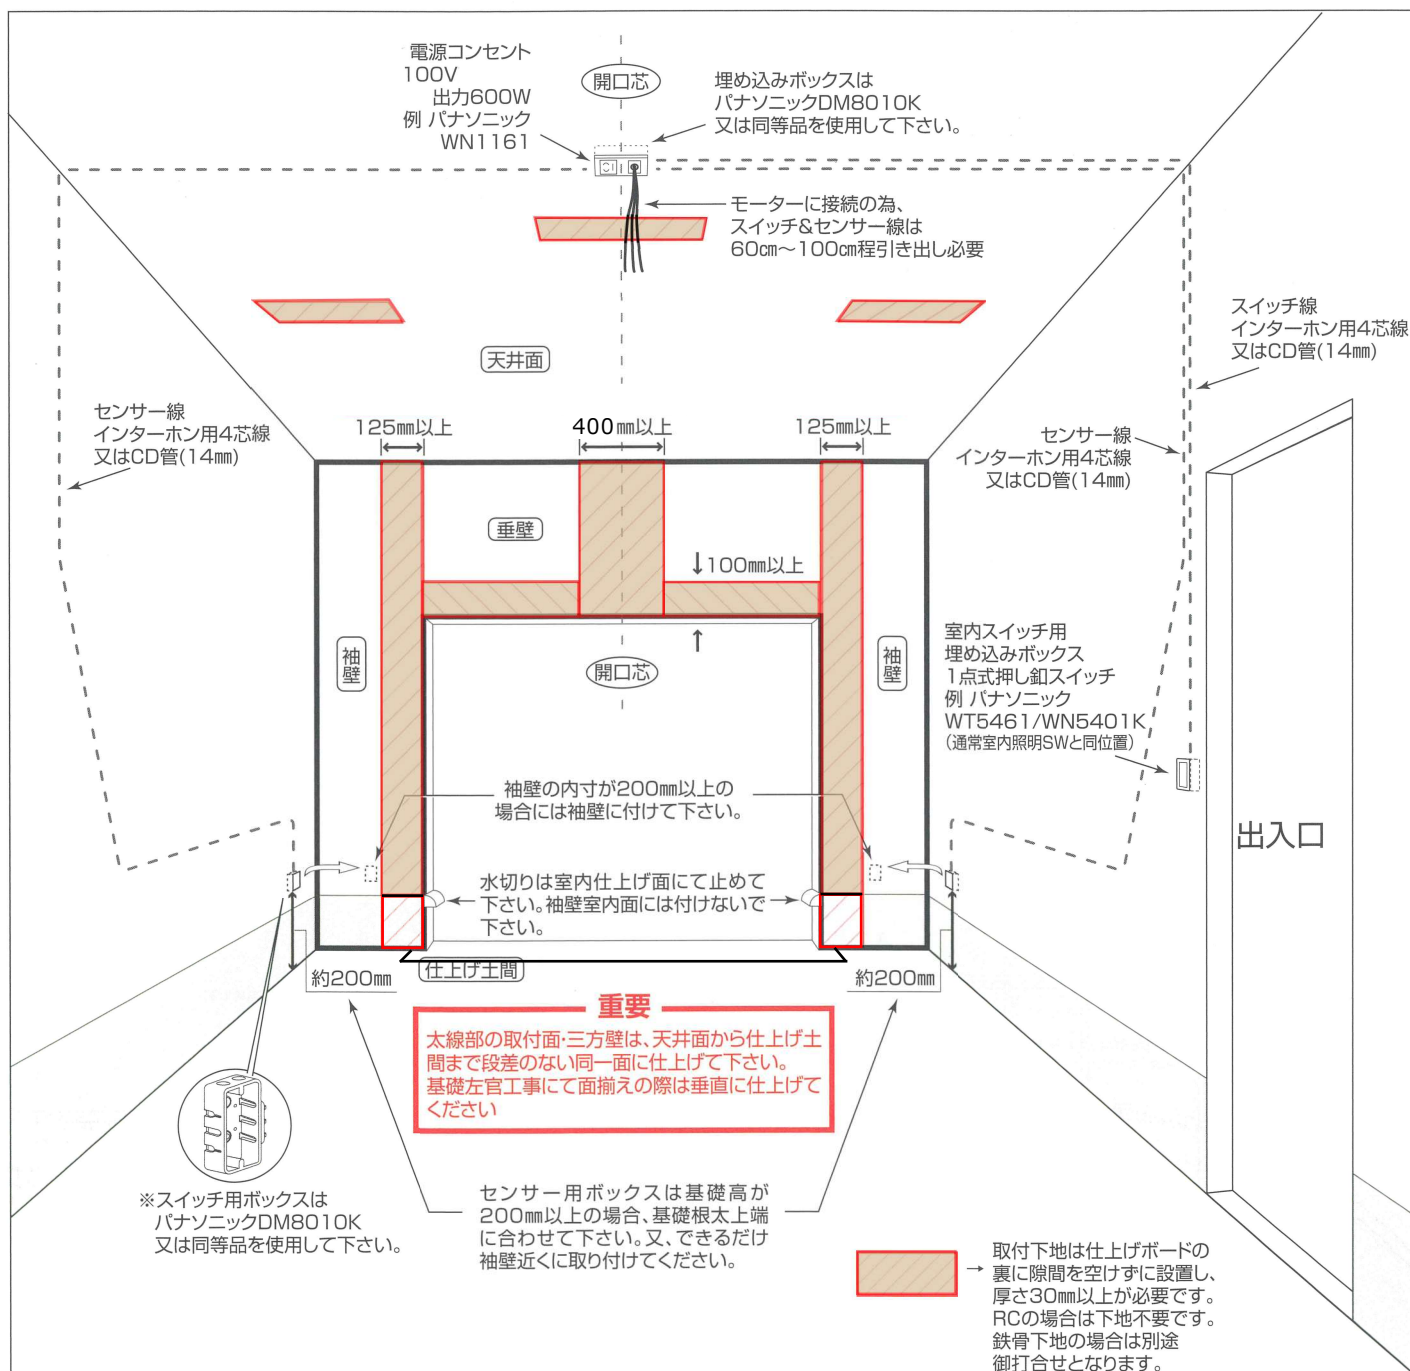 電源コンセント
100V
出力600W
例 パナソニック
WN1161
開口芯
埋め込みボックスは
パナソニックDM8010K
又は同等品を使用して下さい。
モーターに接続の為、
スイッチ&センサー線は
60cm〜100cm程引き出し必要
スイッチ線
インターホン用4芯線
又はCD管(14㎜)
天井面
センサー線
インターホン用4芯線
又はCD管(14㎜)
125㎜以上
400㎜以上
125㎜以上
センサー線
インターホン用4芯線
又はCD管(14㎜)
垂壁
100㎜以上
袖壁
開口芯
袖壁
室内スイッチ用
埋め込みボックス
1点式押し釦スイッチ
例 パナソニック
WT5461/WN5401K
(通常室内照明SWと同位置)
袖壁の内寸が200㎜以上の
場合には袖壁に付けて下さい。
出入口
水切りは室内仕上げ面にて止めて
下さい。袖壁室内面には付けないで
下さい。
約200㎜
仕上げ土間
約200㎜
重要
太線部の取付面・三方壁は、天井面から仕上げ土
間まで段差のない同一面に仕上げて下さい。
基礎左官工事にて面揃えの際は垂直に仕上げて
ください
※スイッチ用ボックスは
パナソニックDM8010K
又は同等品を使用して下さい。
センサー用ボックスは基礎高が
200㎜以上の場合、基礎根太上端
に合わせて下さい。又、できるだけ
袖壁近くに取り付けてください。
→ 取付下地は仕上げボードの
裏に隙間を空けずに設置し、
厚さ30㎜以上が必要です。
RCの場合は下地不要です。
鉄骨下地の場合は別途
御打合せとなります。